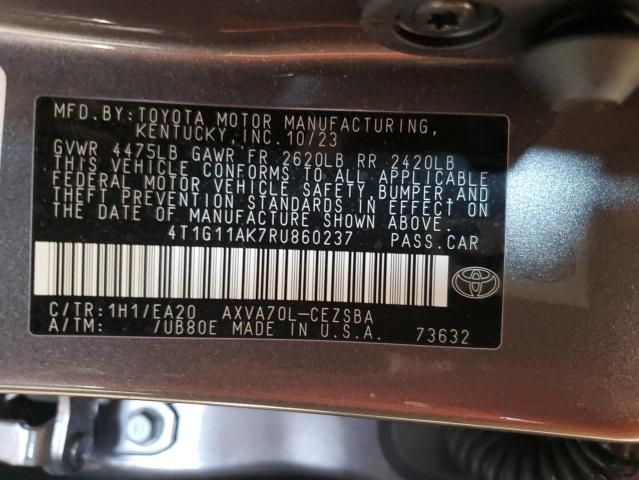 MFD.BY:TOYOTA MOTOR MANUFACTURING,
KENTUCKY, INC. 10/23
GVWR 4475LB GAWR FR 2620LB RR 2420LB
THIS VEHICLE CONFORMS TO ALL APPLICABLE
FEDERAL MOTOR VEHICLE SAFETY, BUMPER, AND
THEFT PREVENTION STANDARDS IN EFFECT ON
THE DATE OF MANUFACTURE SHOWN ABOVE.
4T1G11AK7RU860237 PASS.CAR
C/TR:1H1/EA20 AXVA70L-CEZSBA
A/TM: /UB80E MADE IN U.S.A. 73632